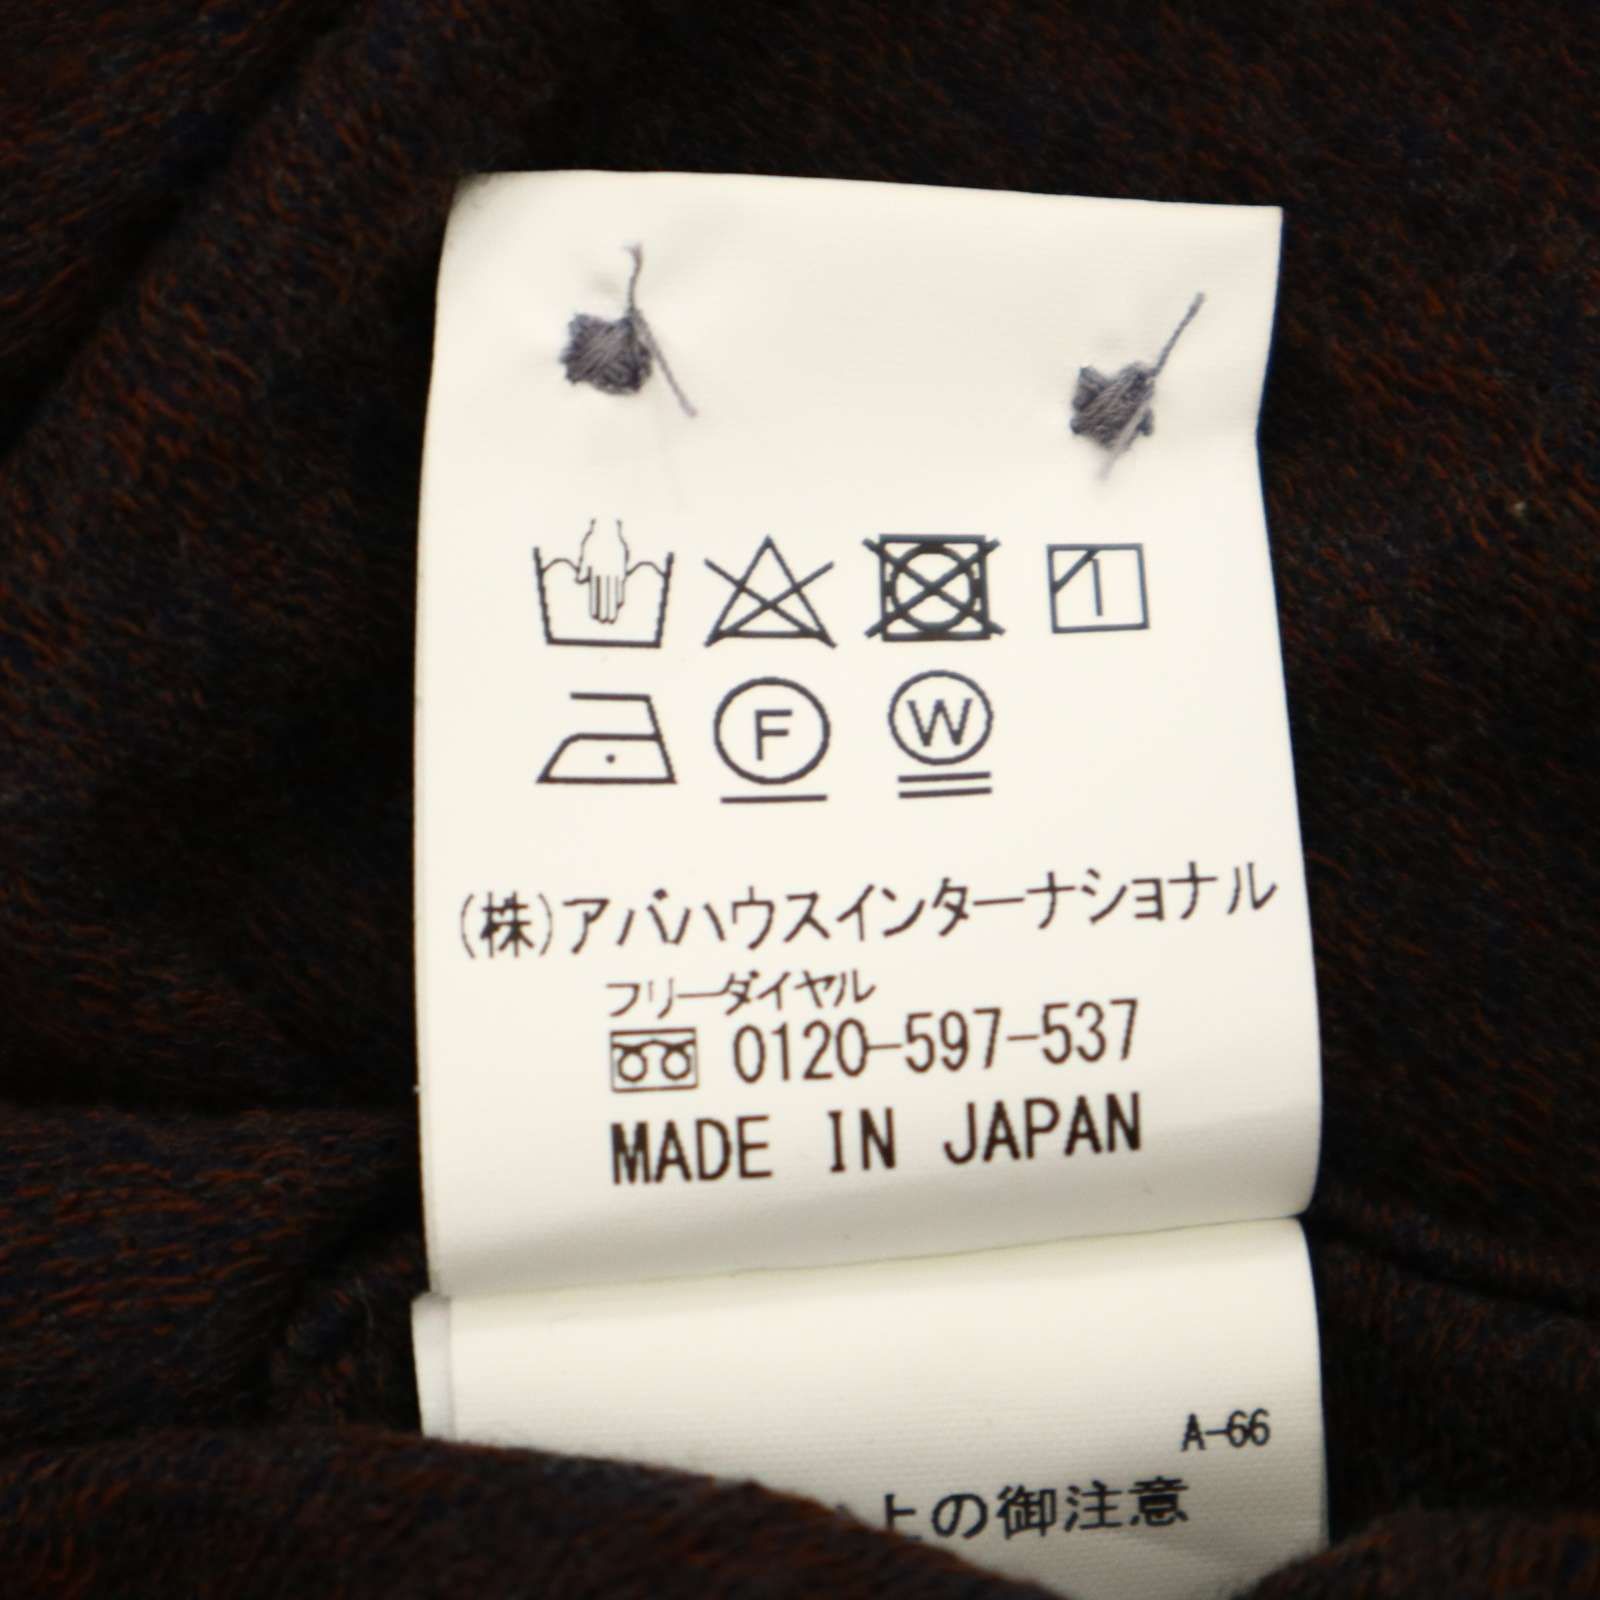 F W
(株)アバハウスインターナショナル
フリーダイヤル
0120-597-537
MADE IN JAPAN
A-66
上の御注意